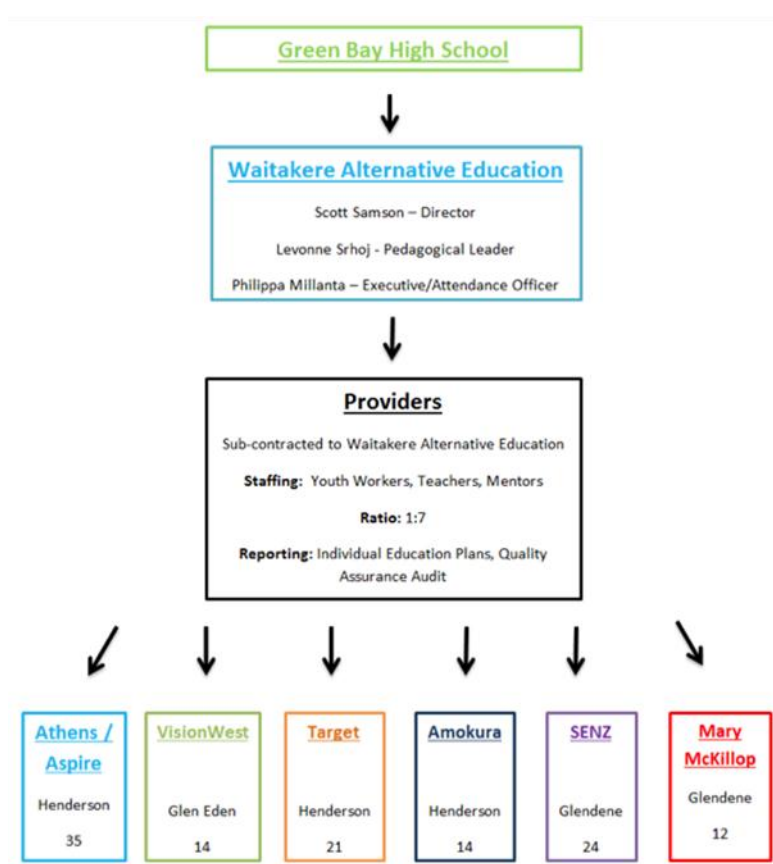 Green Bay High School
Waitakere Alternative Education
Scott Samson – Director
Levonne Srhoj - Pedagogical Leader
Philippa Millanta – Executive/Attendance Officer
Providers
Sub-contracted to Waitakere Alternative Education
Staffing: Youth Workers, Teachers, Mentors
Ratio: 1:7
Reporting: Individual Education Plans, Quality
Assurance Audit
Athens /
Aspire
Henderson
35
VisionWest
Glen Eden
14
Target
Henderson
21
Amokura
Henderson
14
SENZ
Glendene
24
Mary
McKillop
Glendene
12